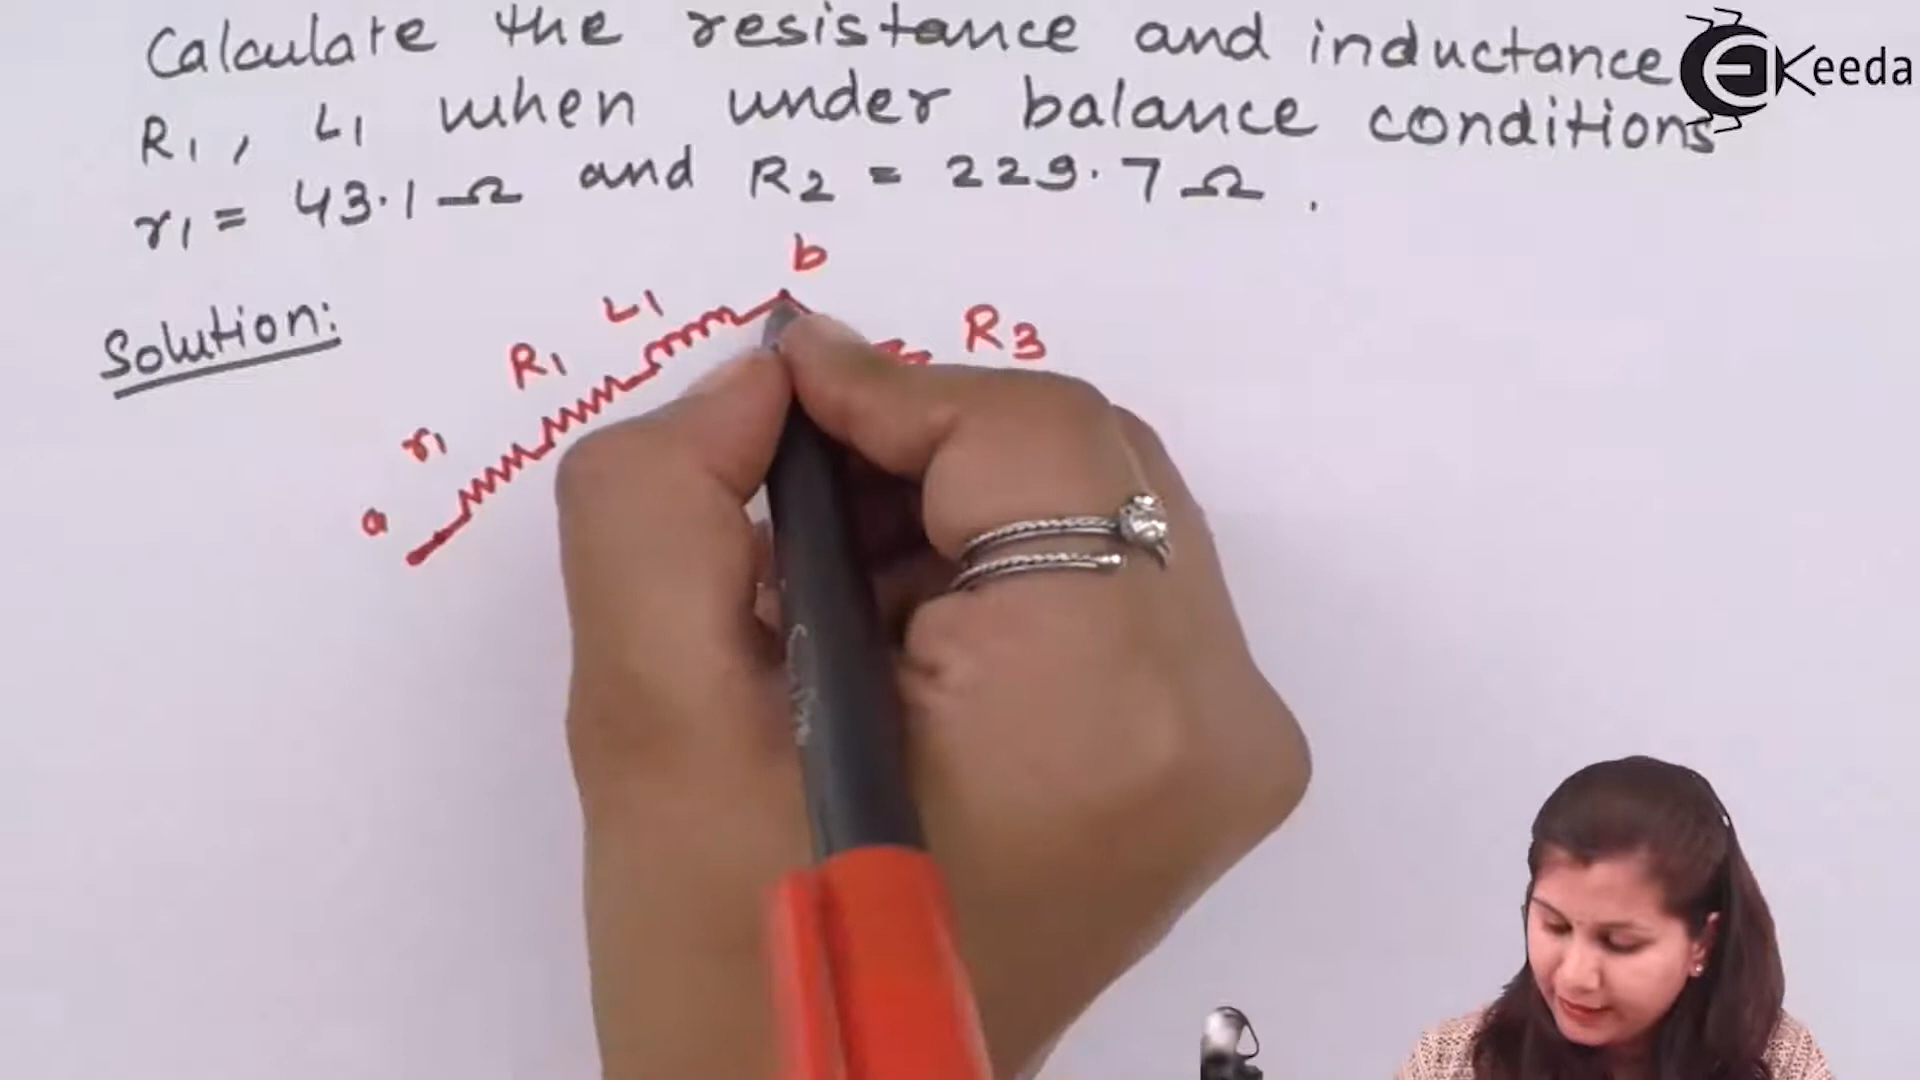 Calculate the resistance and inductance
Keeda
R1, L1 when under balance conditions
r1 = 43.1 Ω and R2 = 229.7 Ω .
b
Solution:
L1
R3
R1
r1
a